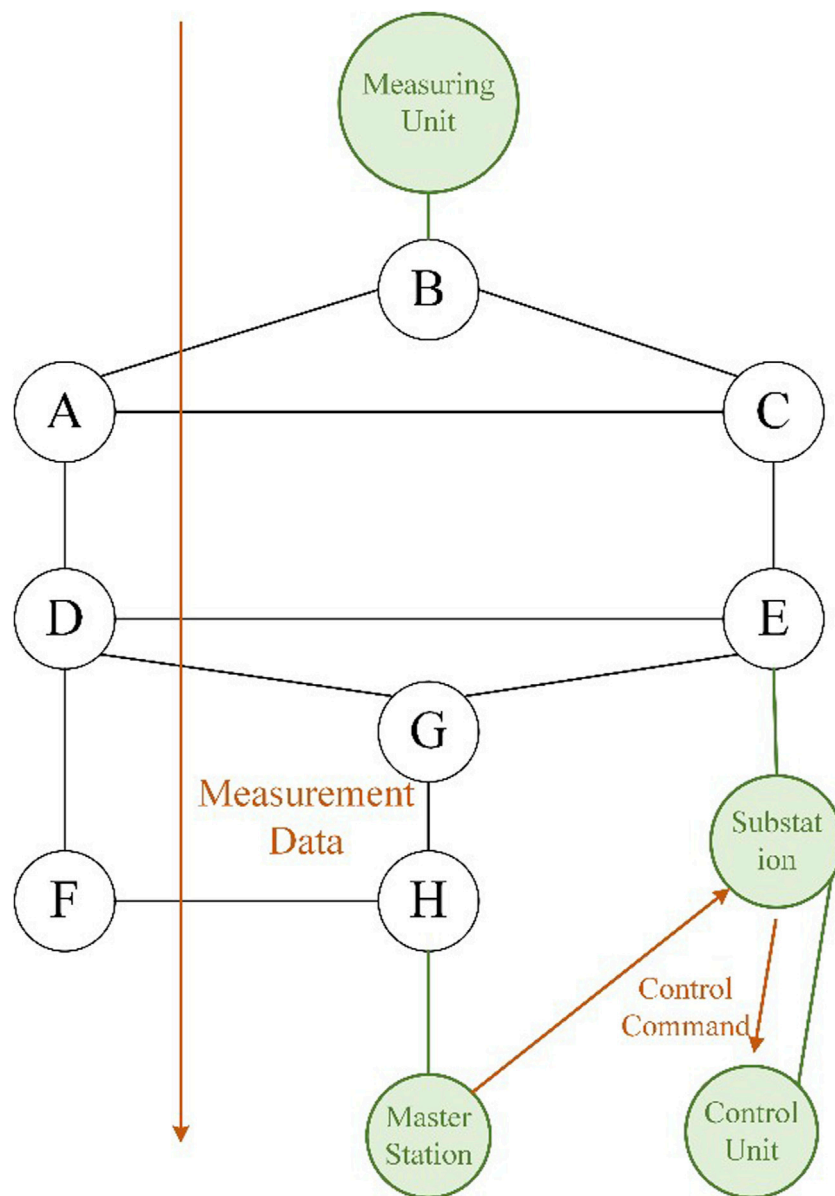 Measuring
Unit
B
A
C
D
E
G
Measurement
Data
Substat
ion
F
H
Control
Command
Master
Station
Control
Unit